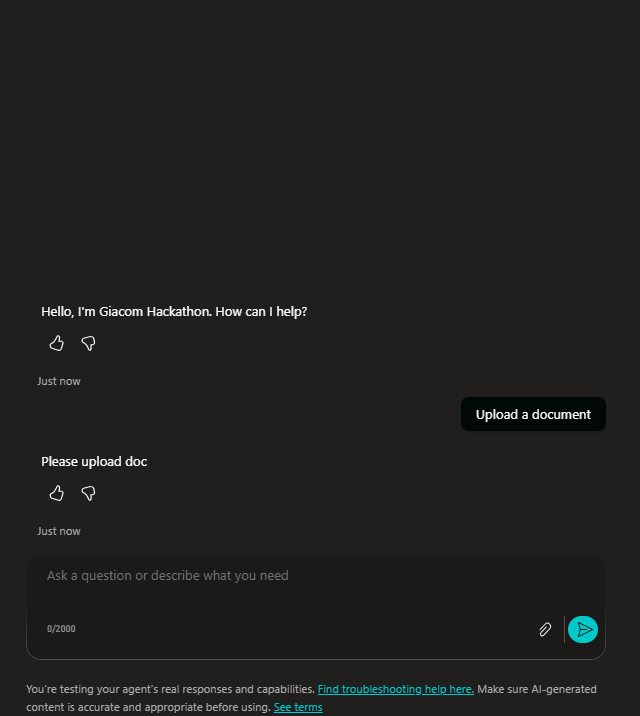 Hello, I'm Giacom Hackathon. How can I help?
Just now
Upload a document
Please upload doc
Just now
Ask a question or describe what you need
0/2000
You're testing your agent's real responses and capabilities. Find troubleshooting help here. Make sure AI-generated
content is accurate and appropriate before using. See terms